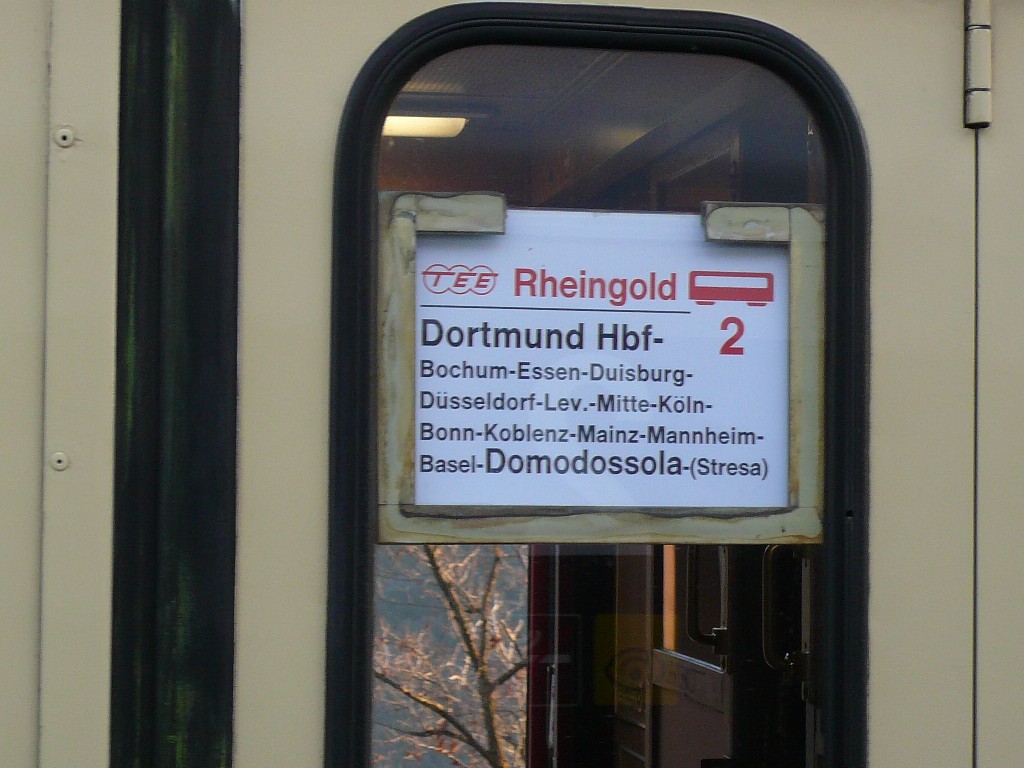 TEE Rheingold
Dortmund Hbf- 2
Bochum-Essen-Duisburg-
Düsseldorf-Lev.-Mitte-Köln-
Bonn-Koblenz-Mainz-Mannheim-
Basel-Domodossola-(Stresa)